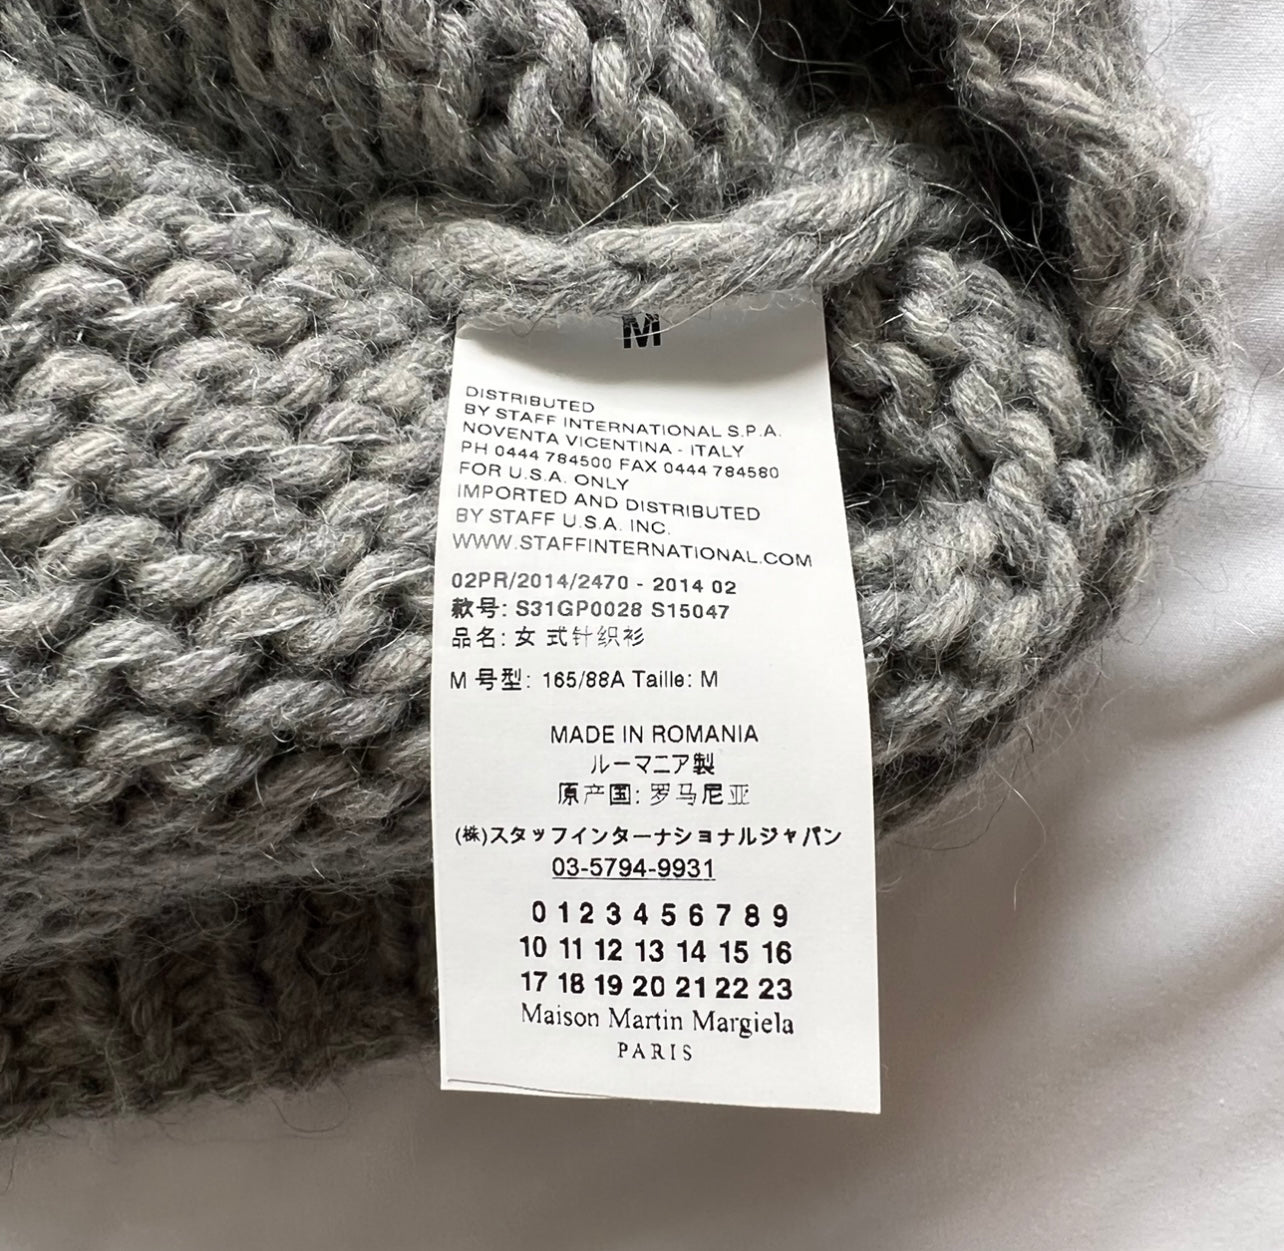 M
DISTRIBUTED
BY STAFF INTERNATIONAL S.P.A.
NOVENTA VICENTINA - ITALY
PH 0444 784500 FAX 0444 784580
FOR U.S.A. ONLY
IMPORTED AND DISTRIBUTED
BY STAFF U.S.A. INC.
WWW.STAFFINTERNATIONAL.COM
02PR/2014/2470 - 2014 02
款号: S31GP0028 S15047
品名: 女 式针织衫
M 号型: 165/88A Taille: M
MADE IN ROMANIA
ルーマニア製
原产国: 罗马尼亚
(株)スタッフインターナショナルジャパン
03-5794-9931
0 1 2 3 4 5 6 7 8 9
10 11 12 13 14 15 16
17 18 19 20 21 22 23
Maison Martin Margiela
PARIS